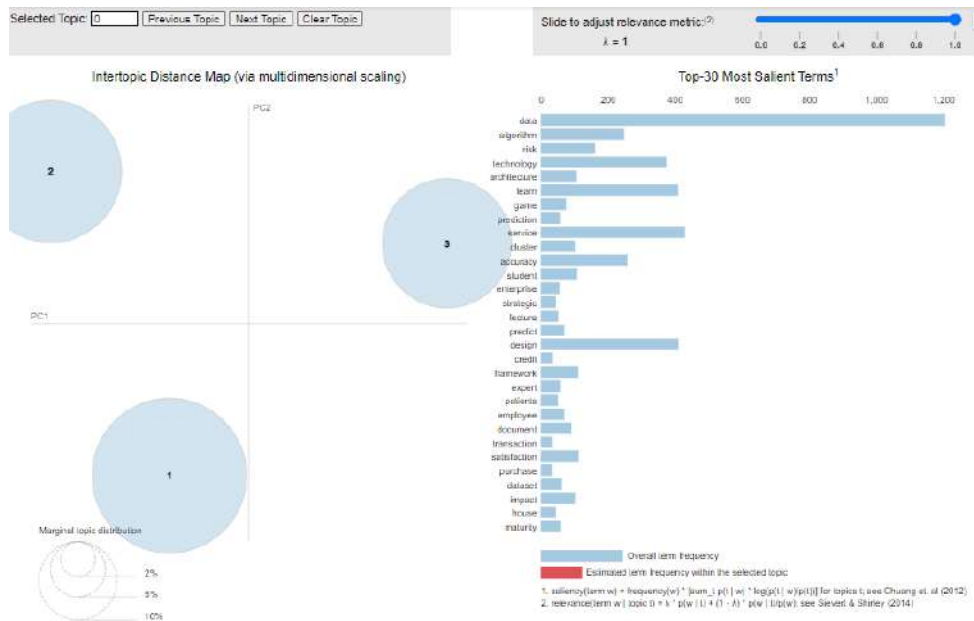 Selected Topic: 0 Previous Topic Next Topic Clear Topic
Slide to adjust relevance metric:(2)
λ = 1
0.0 0.2 0.4 0.6 0.8 1.0
Intertopic Distance Map (via multidimensional scaling)
PC2
2
3
PC1
1
Marginal topic distribution
2%
5%
10%
Top-30 Most Salient Terms1
0 200 400 600 800 1,000 1,200
data
algorithm
risk
technology
architecture
team
game
prediction
service
cluster
accuracy
student
enterprise
strategic
lecture
predict
design
credit
framework
expert
patients
employee
document
transaction
satisfaction
purchase
dataset
impact
house
maturity
Overall term frequency
Estimated term frequency within the selected topic
1. saliency(term w) = frequency(w) * [sum_t p(t | w) * log(p(t | w)/p(t))] for topics t; see Chuang et. al (2012)
2. relevance(term w | topic t) = λ * p(w | t) + (1 - λ) * p(w | t)/p(w); see Sievert & Shirley (2014)